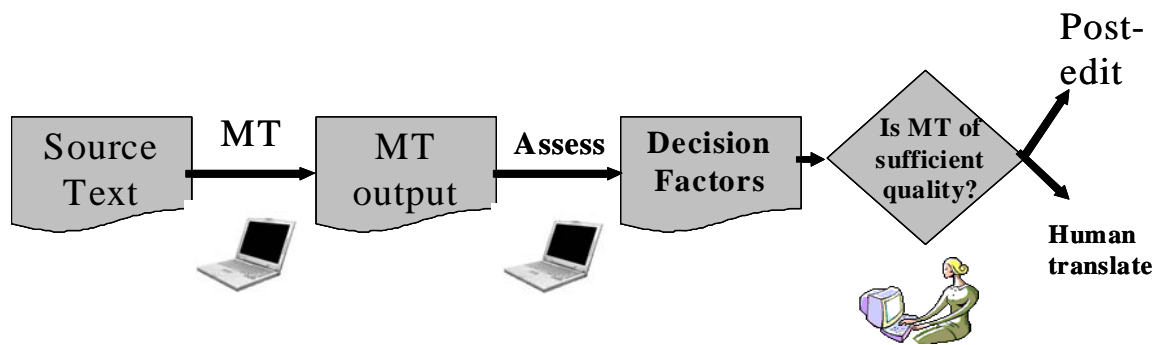 Source
Text
MT
MT
output
Assess
Decision
Factors
Is MT of
sufficient
quality?
Post-
edit
Human
translate